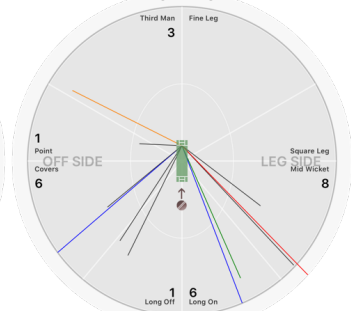 Third Man
Fine Leg
3
1
Point
OFF SIDE
Covers
6
Square Leg
LEG SIDE
Mid Wicket
8
1
Long Off
6
Long On